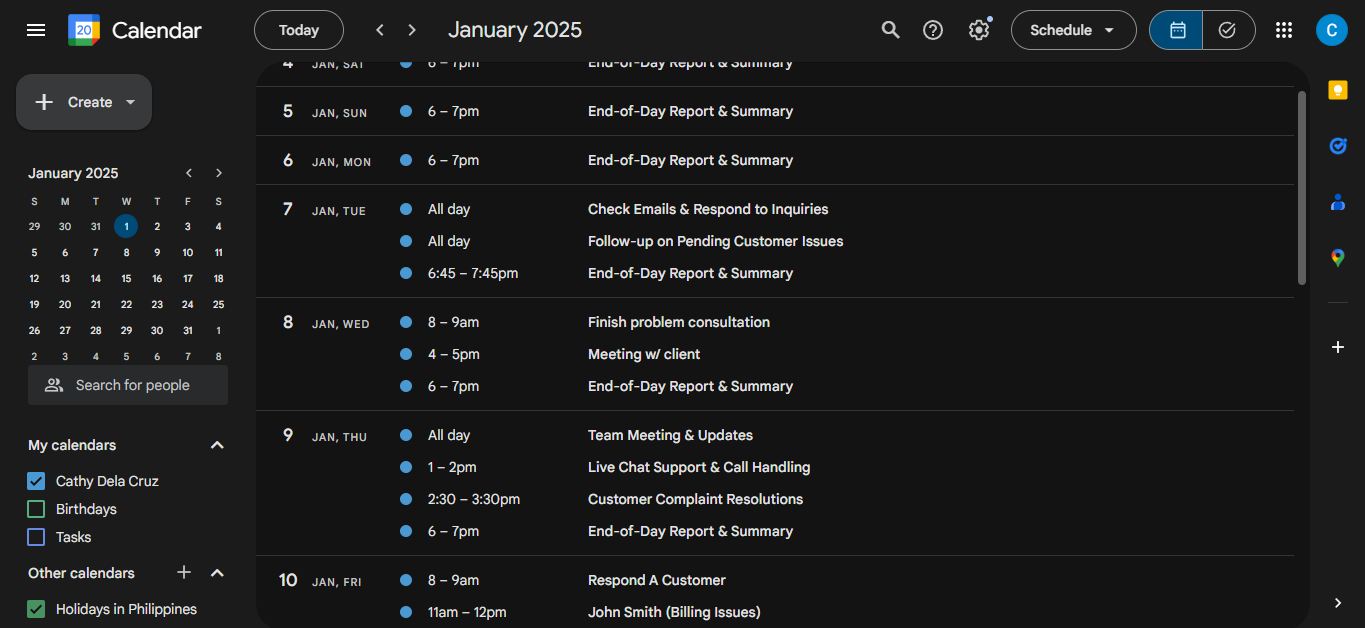 20 Calendar Today January 2025 Schedule C
Create
January 2025
S M T W T F S
29 30 31 1 2 3 4
5 6 7 8 9 10 11
12 13 14 15 16 17 18
19 20 21 22 23 24 25
26 27 28 29 30 31 1
2 3 4 5 6 7 8
Search for people
My calendars
Cathy Dela Cruz
Birthdays
Tasks
Other calendars
Holidays in Philippines
4 JAN, SAT 6 – 7pm End-of-Day Report & Summary
5 JAN, SUN 6 – 7pm End-of-Day Report & Summary
6 JAN, MON 6 – 7pm End-of-Day Report & Summary
7 JAN, TUE All day Check Emails & Respond to Inquiries
All day Follow-up on Pending Customer Issues
6:45 – 7:45pm End-of-Day Report & Summary
8 JAN, WED 8 – 9am Finish problem consultation
4 – 5pm Meeting w/ client
6 – 7pm End-of-Day Report & Summary
9 JAN, THU All day Team Meeting & Updates
1 – 2pm Live Chat Support & Call Handling
2:30 – 3:30pm Customer Complaint Resolutions
6 – 7pm End-of-Day Report & Summary
10 JAN, FRI 8 – 9am Respond A Customer
11am – 12pm John Smith (Billing Issues)